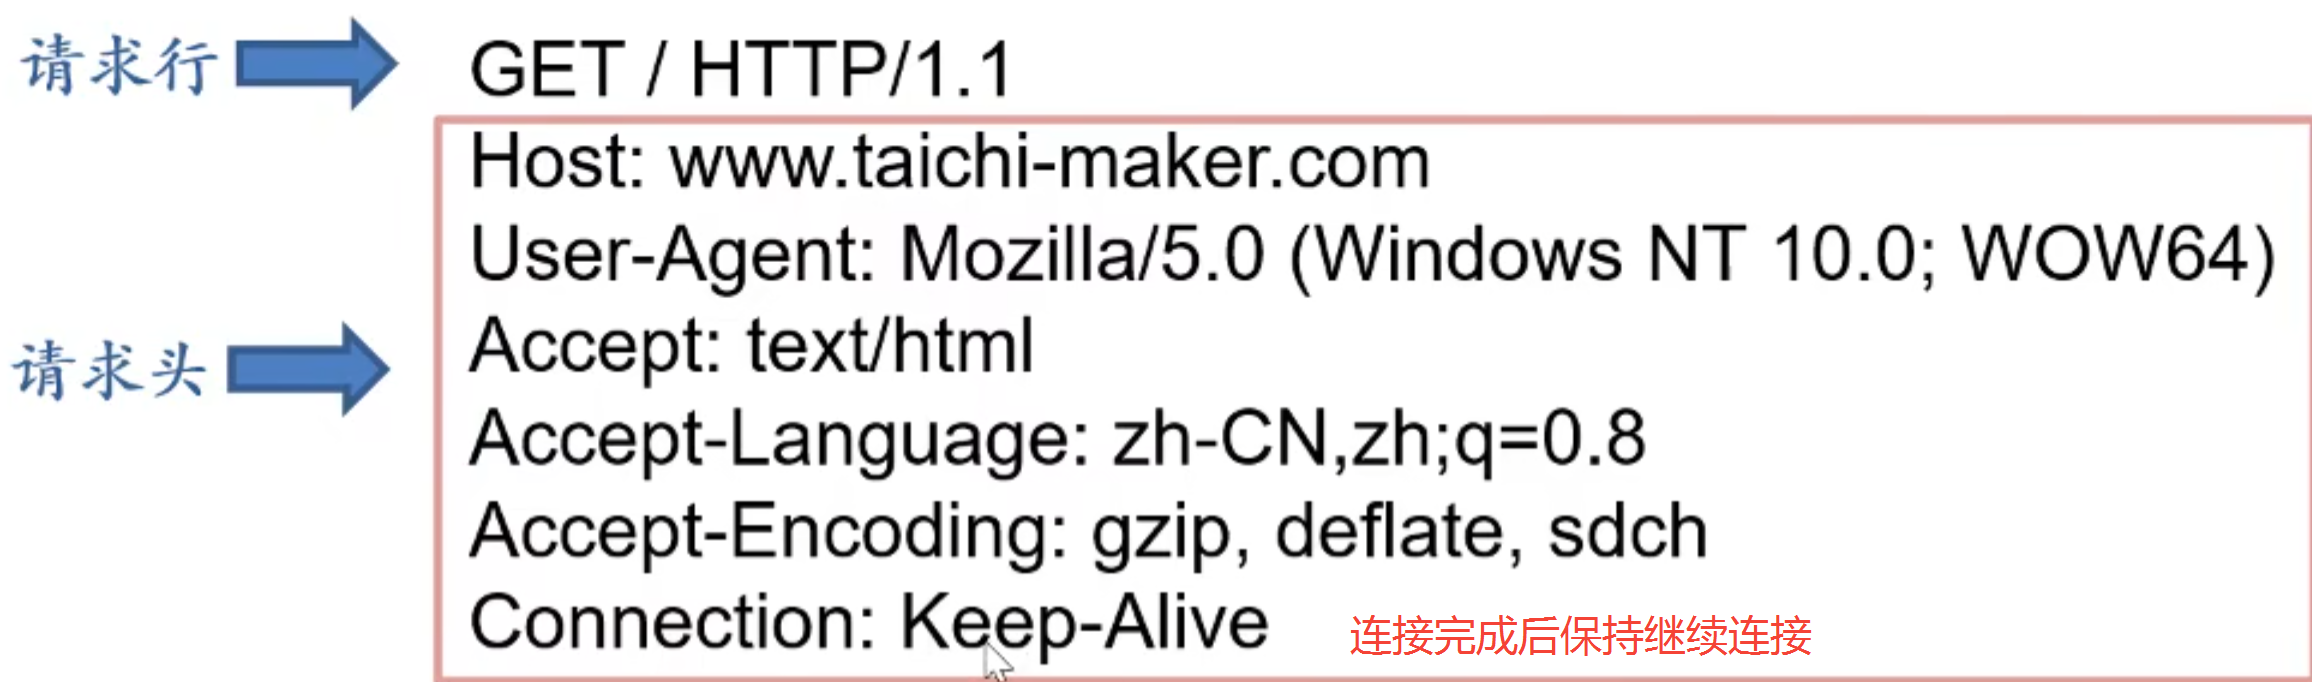 请求行
GET / HTTP/1.1
Host: www.taichi-maker.com
User-Agent: Mozilla/5.0 (Windows NT 10.0; WOW64)
请求头
Accept: text/html
Accept-Language: zh-CN,zh;q=0.8
Accept-Encoding: gzip, deflate, sdch
Connection: Keep-Alive
连接完成后保持继续连接